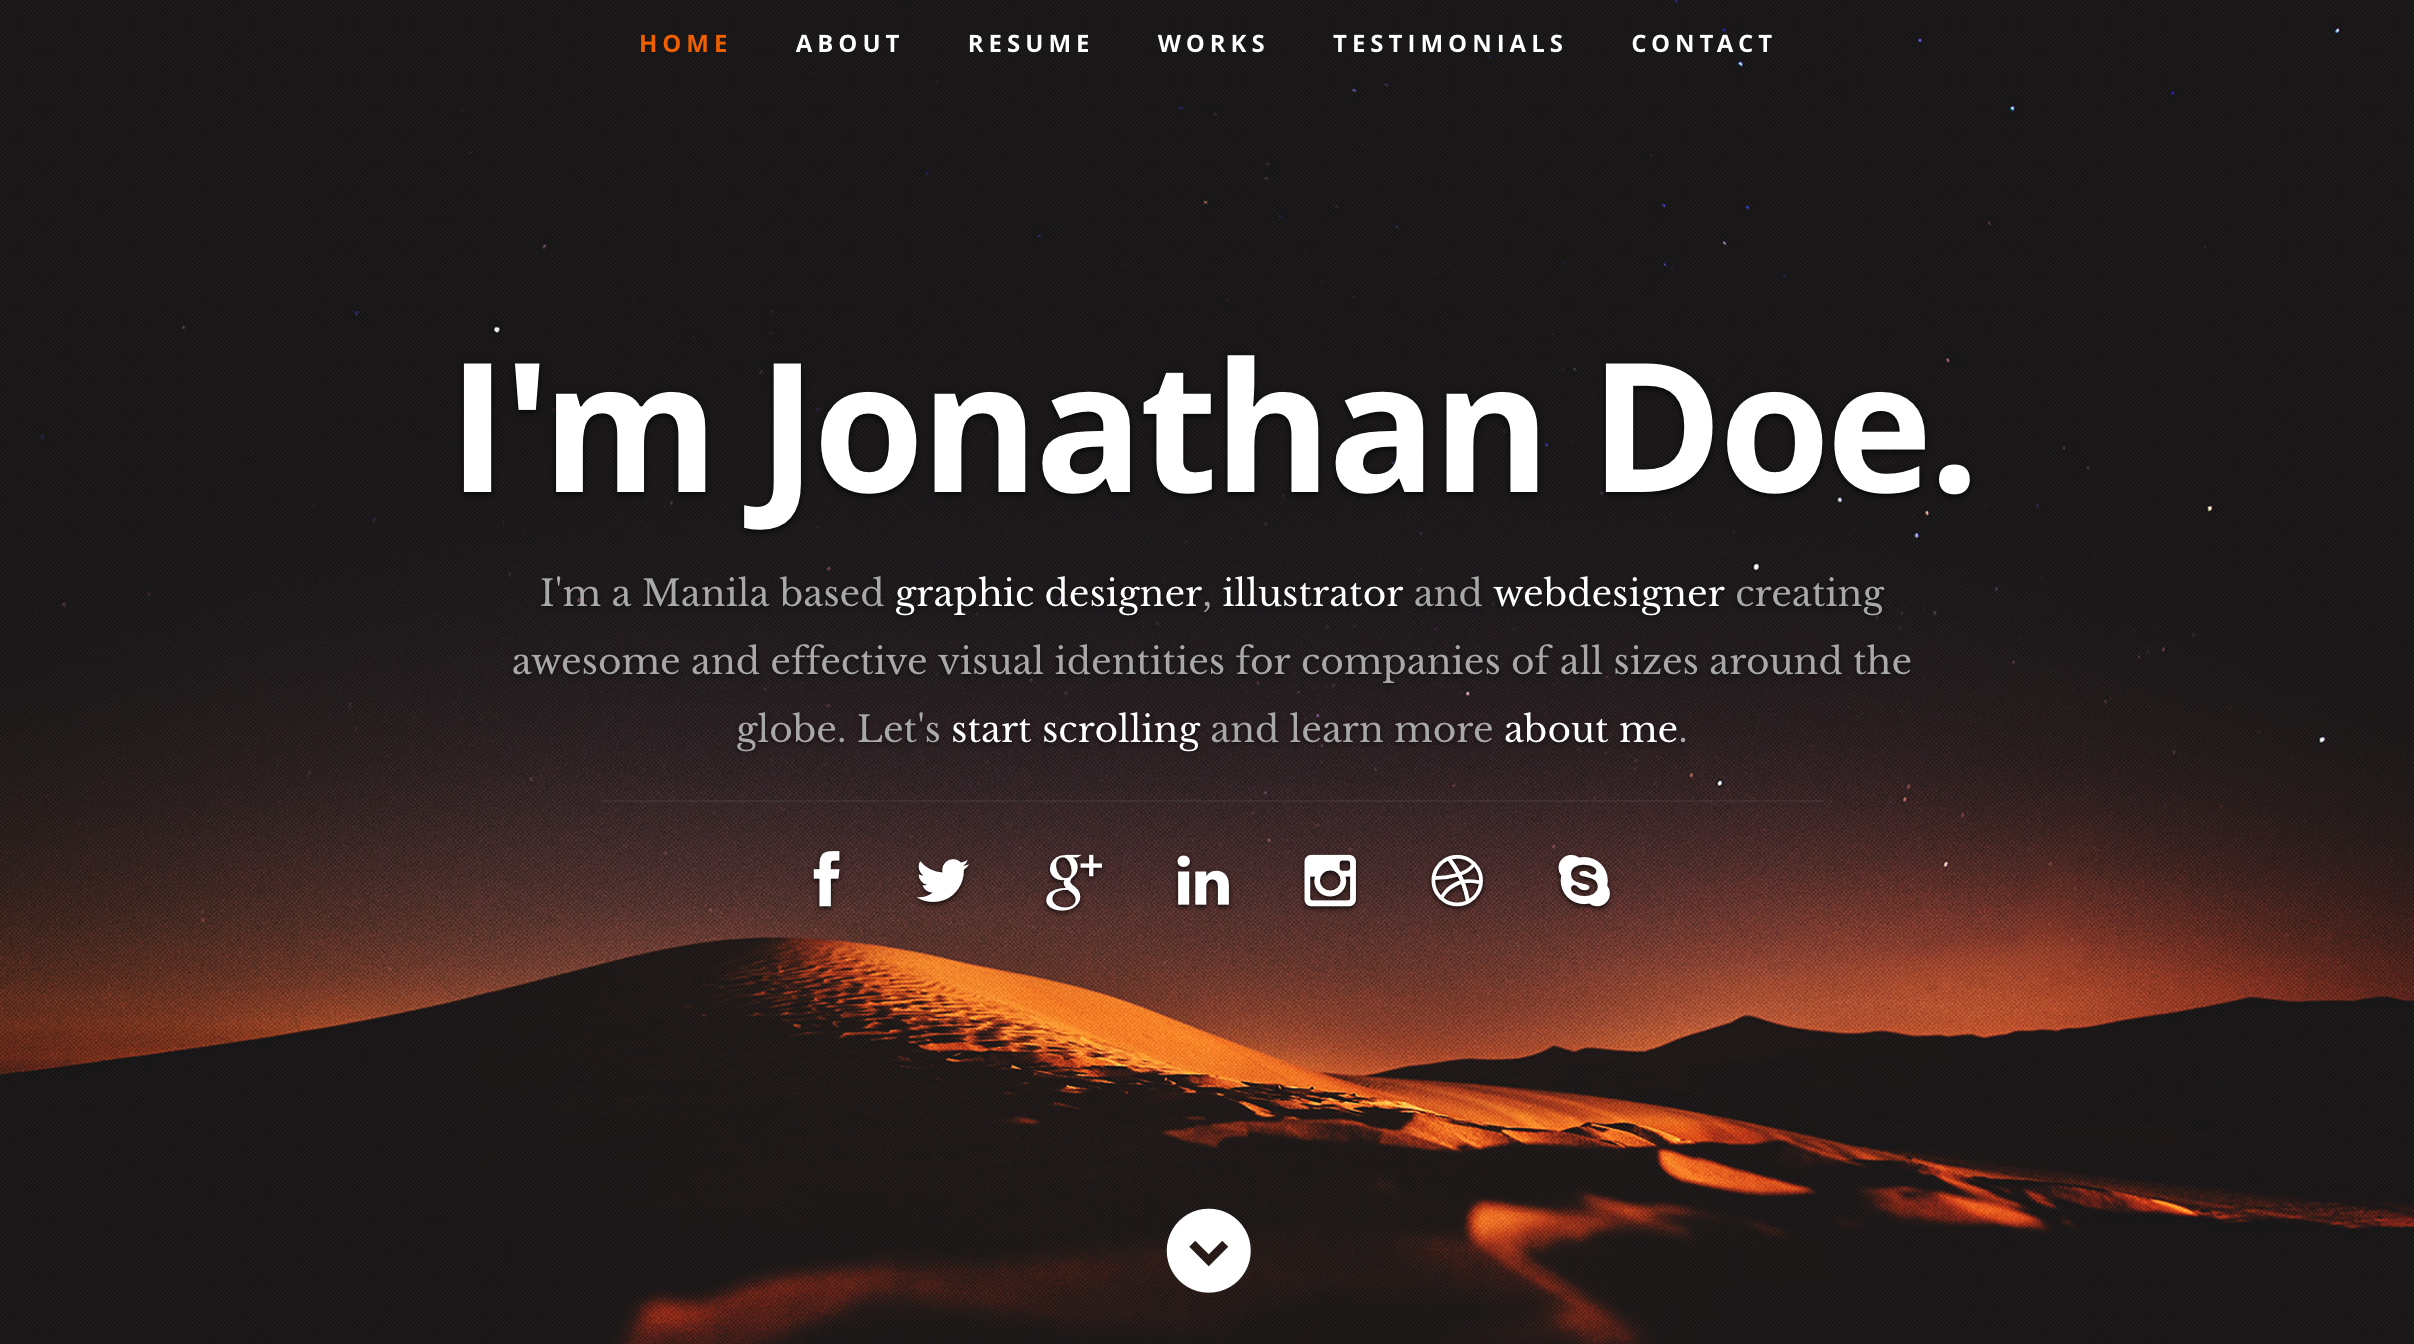 HOME ABOUT RESUME WORKS TESTIMONIALS CONTACT
I'm Jonathan Doe.
I'm a Manila based graphic designer, illustrator and webdesigner creating
awesome and effective visual identities for companies of all sizes around the
globe. Let's start scrolling and learn more about me.